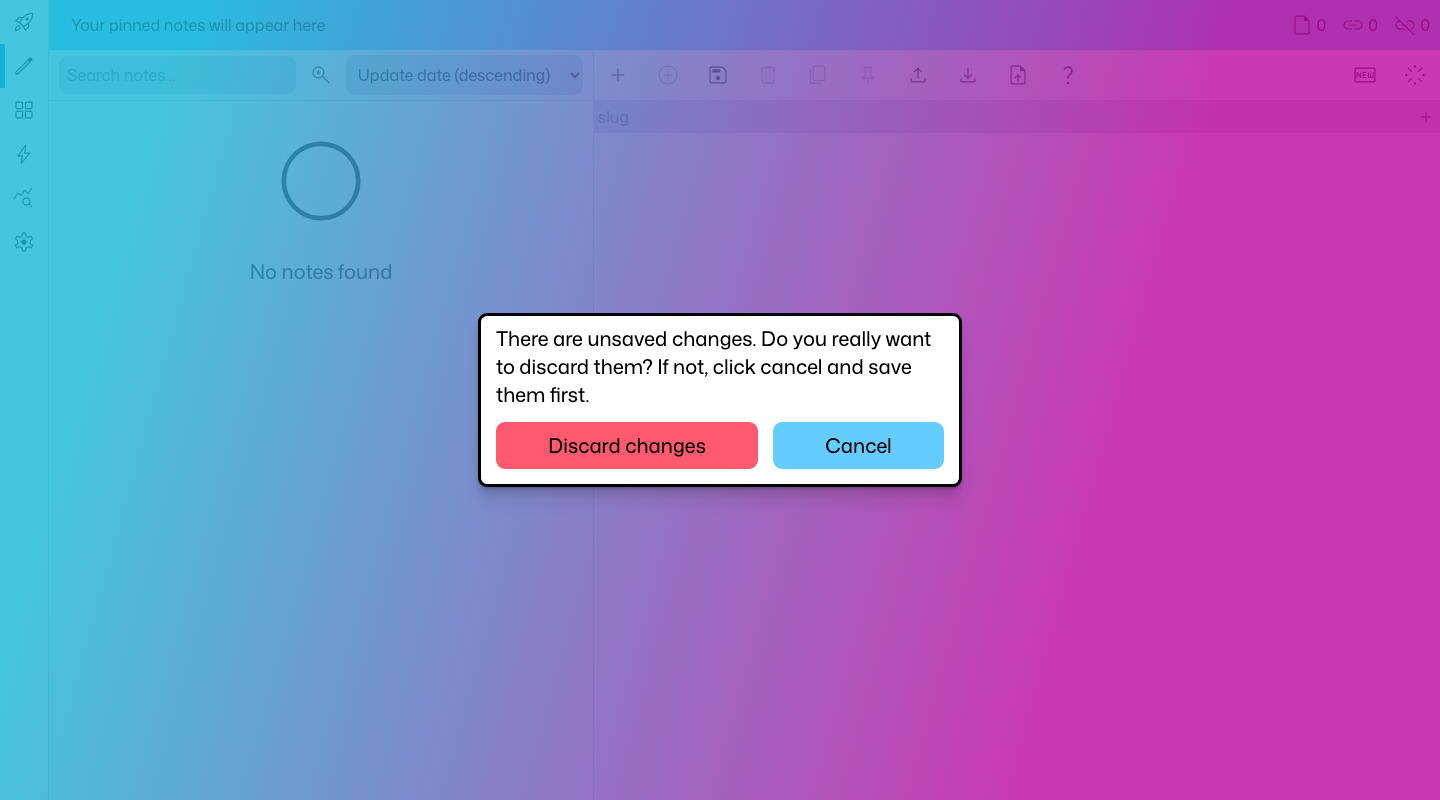 Your pinned notes will appear here
0
0
0
Search notes...
Update date (descending)
NEW
slug
No notes found
There are unsaved changes. Do you really want
to discard them? If not, click cancel and save
them first.
Discard changes
Cancel